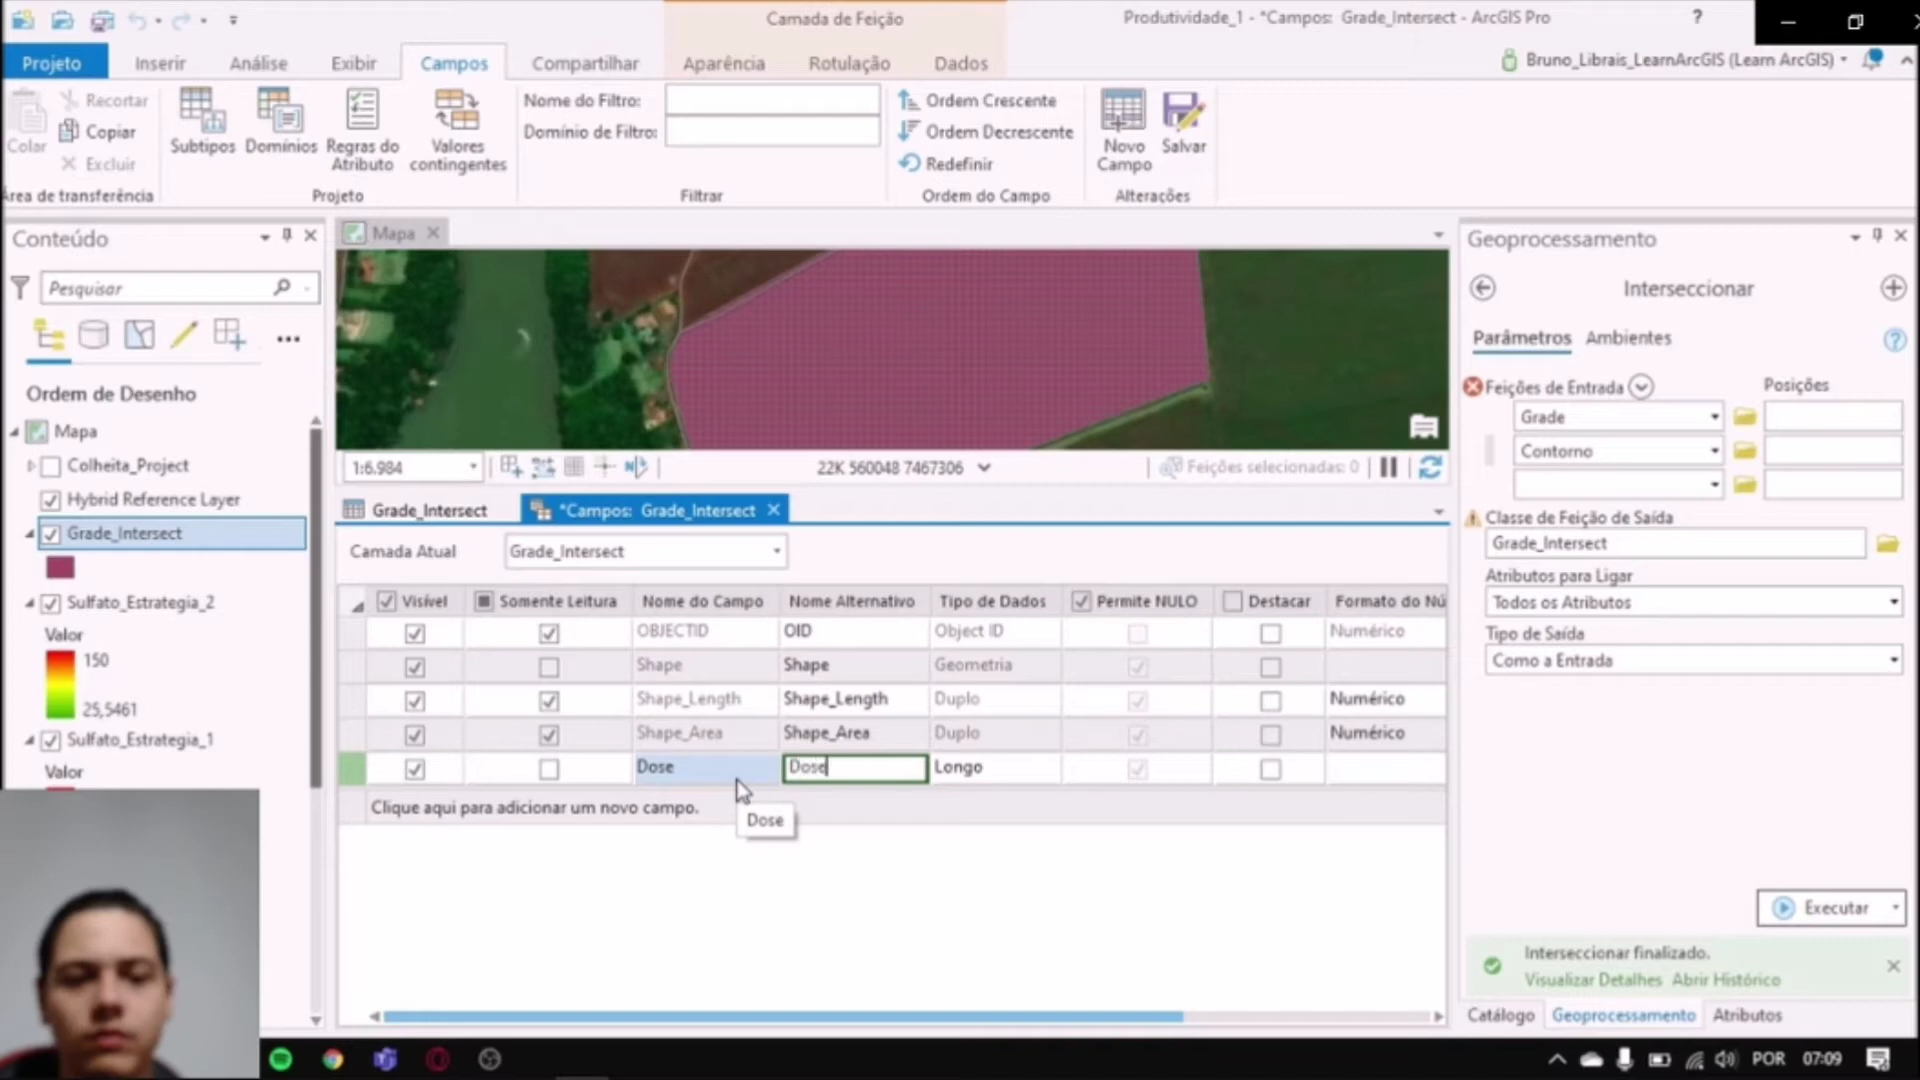 Camada de Feição
Produtividade_1 - *Campos: Grade_Intersect - ArcGIS Pro
?
Projeto
Inserir
Análise
Exibir
Campos
Compartilhar
Aparência
Rotulação
Dados
Bruno_Librais_LearnArcGIS (Learn ArcGIS)
Colar
Recortar
Copiar
Excluir
Área de transferência
Subtipos
Domínios
Regras do Atributo
Valores contingentes
Projeto
Nome do Filtro:
Domínio de Filtro:
Filtrar
Ordem Crescente
Ordem Decrescente
Redefinir
Ordem do Campo
Novo Campo
Salvar
Alterações
Conteúdo
Pesquisar
Ordem de Desenho
Mapa
Colheita_Project
Hybrid Reference Layer
Grade_Intersect
Sulfato_Estrategia_2
Valor
150
25,5461
Sulfato_Estrategia_1
Valor
Mapa
1:6.984
22K 560048 7467306
Feições selecionadas: 0
Grade_Intersect
*Campos: Grade_Intersect
Camada Atual
Grade_Intersect
Visível Somente Leitura Nome do Campo Nome Alternativo Tipo de Dados Permite NULO Destacar Formato do Nú
OBJECTID OID Object ID Numérico
Shape Shape Geometria
Shape_Length Shape_Length Duplo Numérico
Shape_Area Shape_Area Duplo Numérico
Dose Dose Longo
Clique aqui para adicionar um novo campo.
Dose
Geoprocessamento
Interseccionar
Parâmetros Ambientes
?
Feições de Entrada Posições
Grade
Contorno
Classe de Feição de Saída
Grade_Intersect
Atributos para Ligar
Todos os Atributos
Tipo de Saída
Como a Entrada
Executar
Interseccionar finalizado.
Visualizar Detalhes Abrir Histórico
Catálogo Geoprocessamento Atributos
POR 07:09